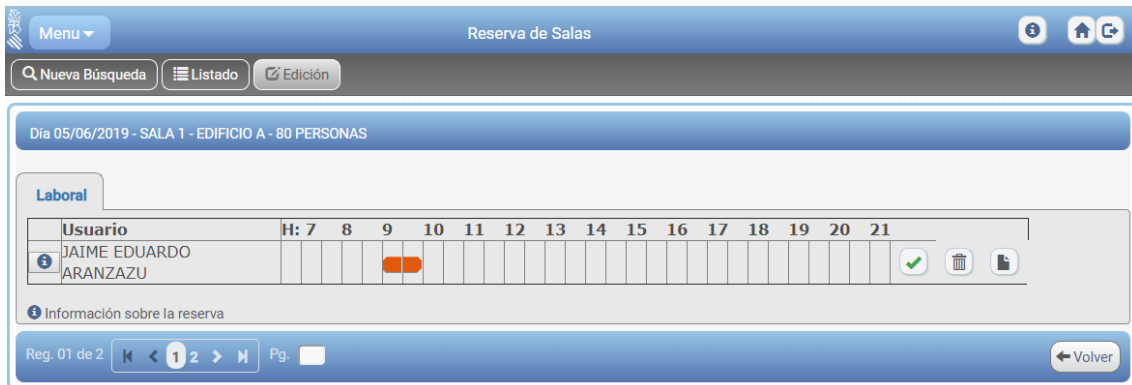 Menu
Reserva de Salas
Nueva Búsqueda Listado Edición
Día 05/06/2019 - SALA 1 - EDIFICIO A - 80 PERSONAS
Laboral
Usuario H: 7 8 9 10 11 12 13 14 15 16 17 18 19 20 21
JAIME EDUARDO
ARANZAZU
Información sobre la reserva
Reg. 01 de 2 1 2 Pg. Volver